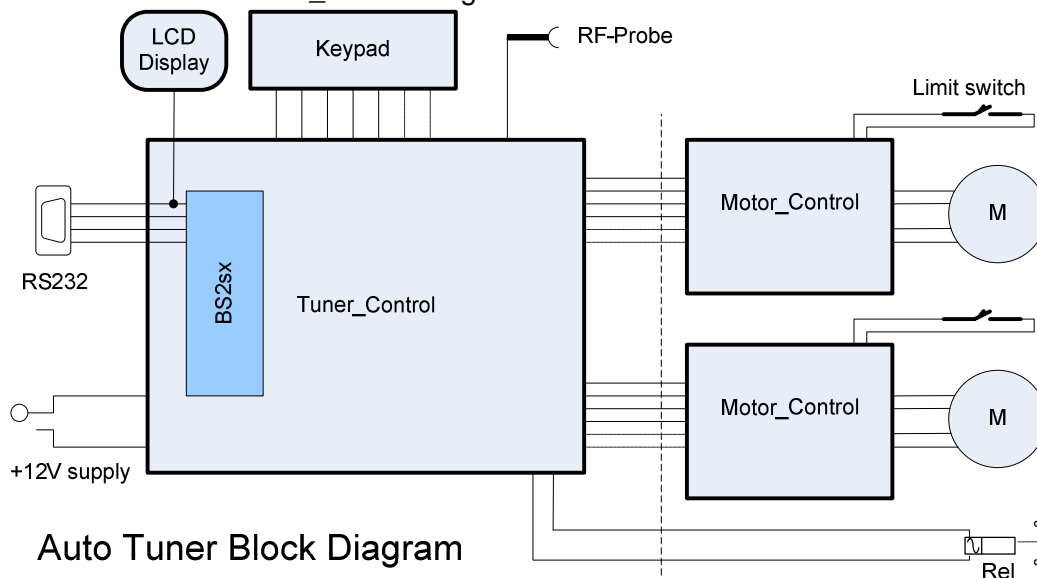 LCD
Display
Keypad
RF-Probe
Limit switch
RS232
BS2sx
Tuner_Control
Motor_Control
M
Motor_Control
M
+12V supply
Auto Tuner Block Diagram
Rel